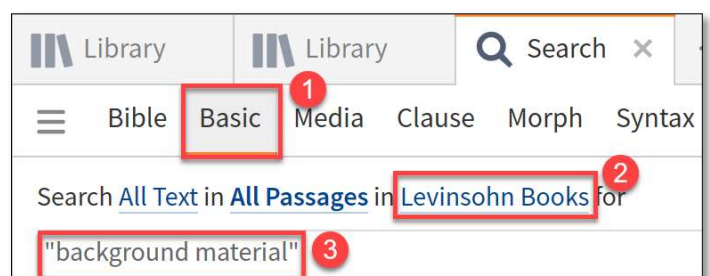 Library Library Search ×
Bible Basic 1 Media Clause Morph Syntax
Search All Text in All Passages in Levinsohn Books 2 for
"background material" 3